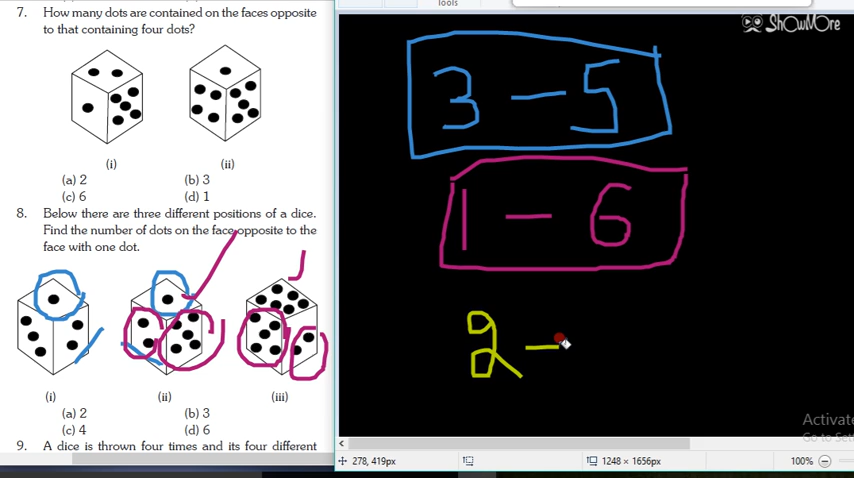 Tools
7. How many dots are contained on the faces opposite
to that containing four dots?
(i)
(ii)
(a) 2
(b) 3
(c) 6
(d) 1
8. Below there are three different positions of a dice.
Find the number of dots on the face opposite to the
face with one dot.
(i)
(ii)
(iii)
(a) 2
(b) 3
(c) 4
(d) 6
9. A dice is thrown four times and its four different
ShowMore
3 – 5
1 – 6
2 –
Activate
278, 419px
1248 × 1656px
100%